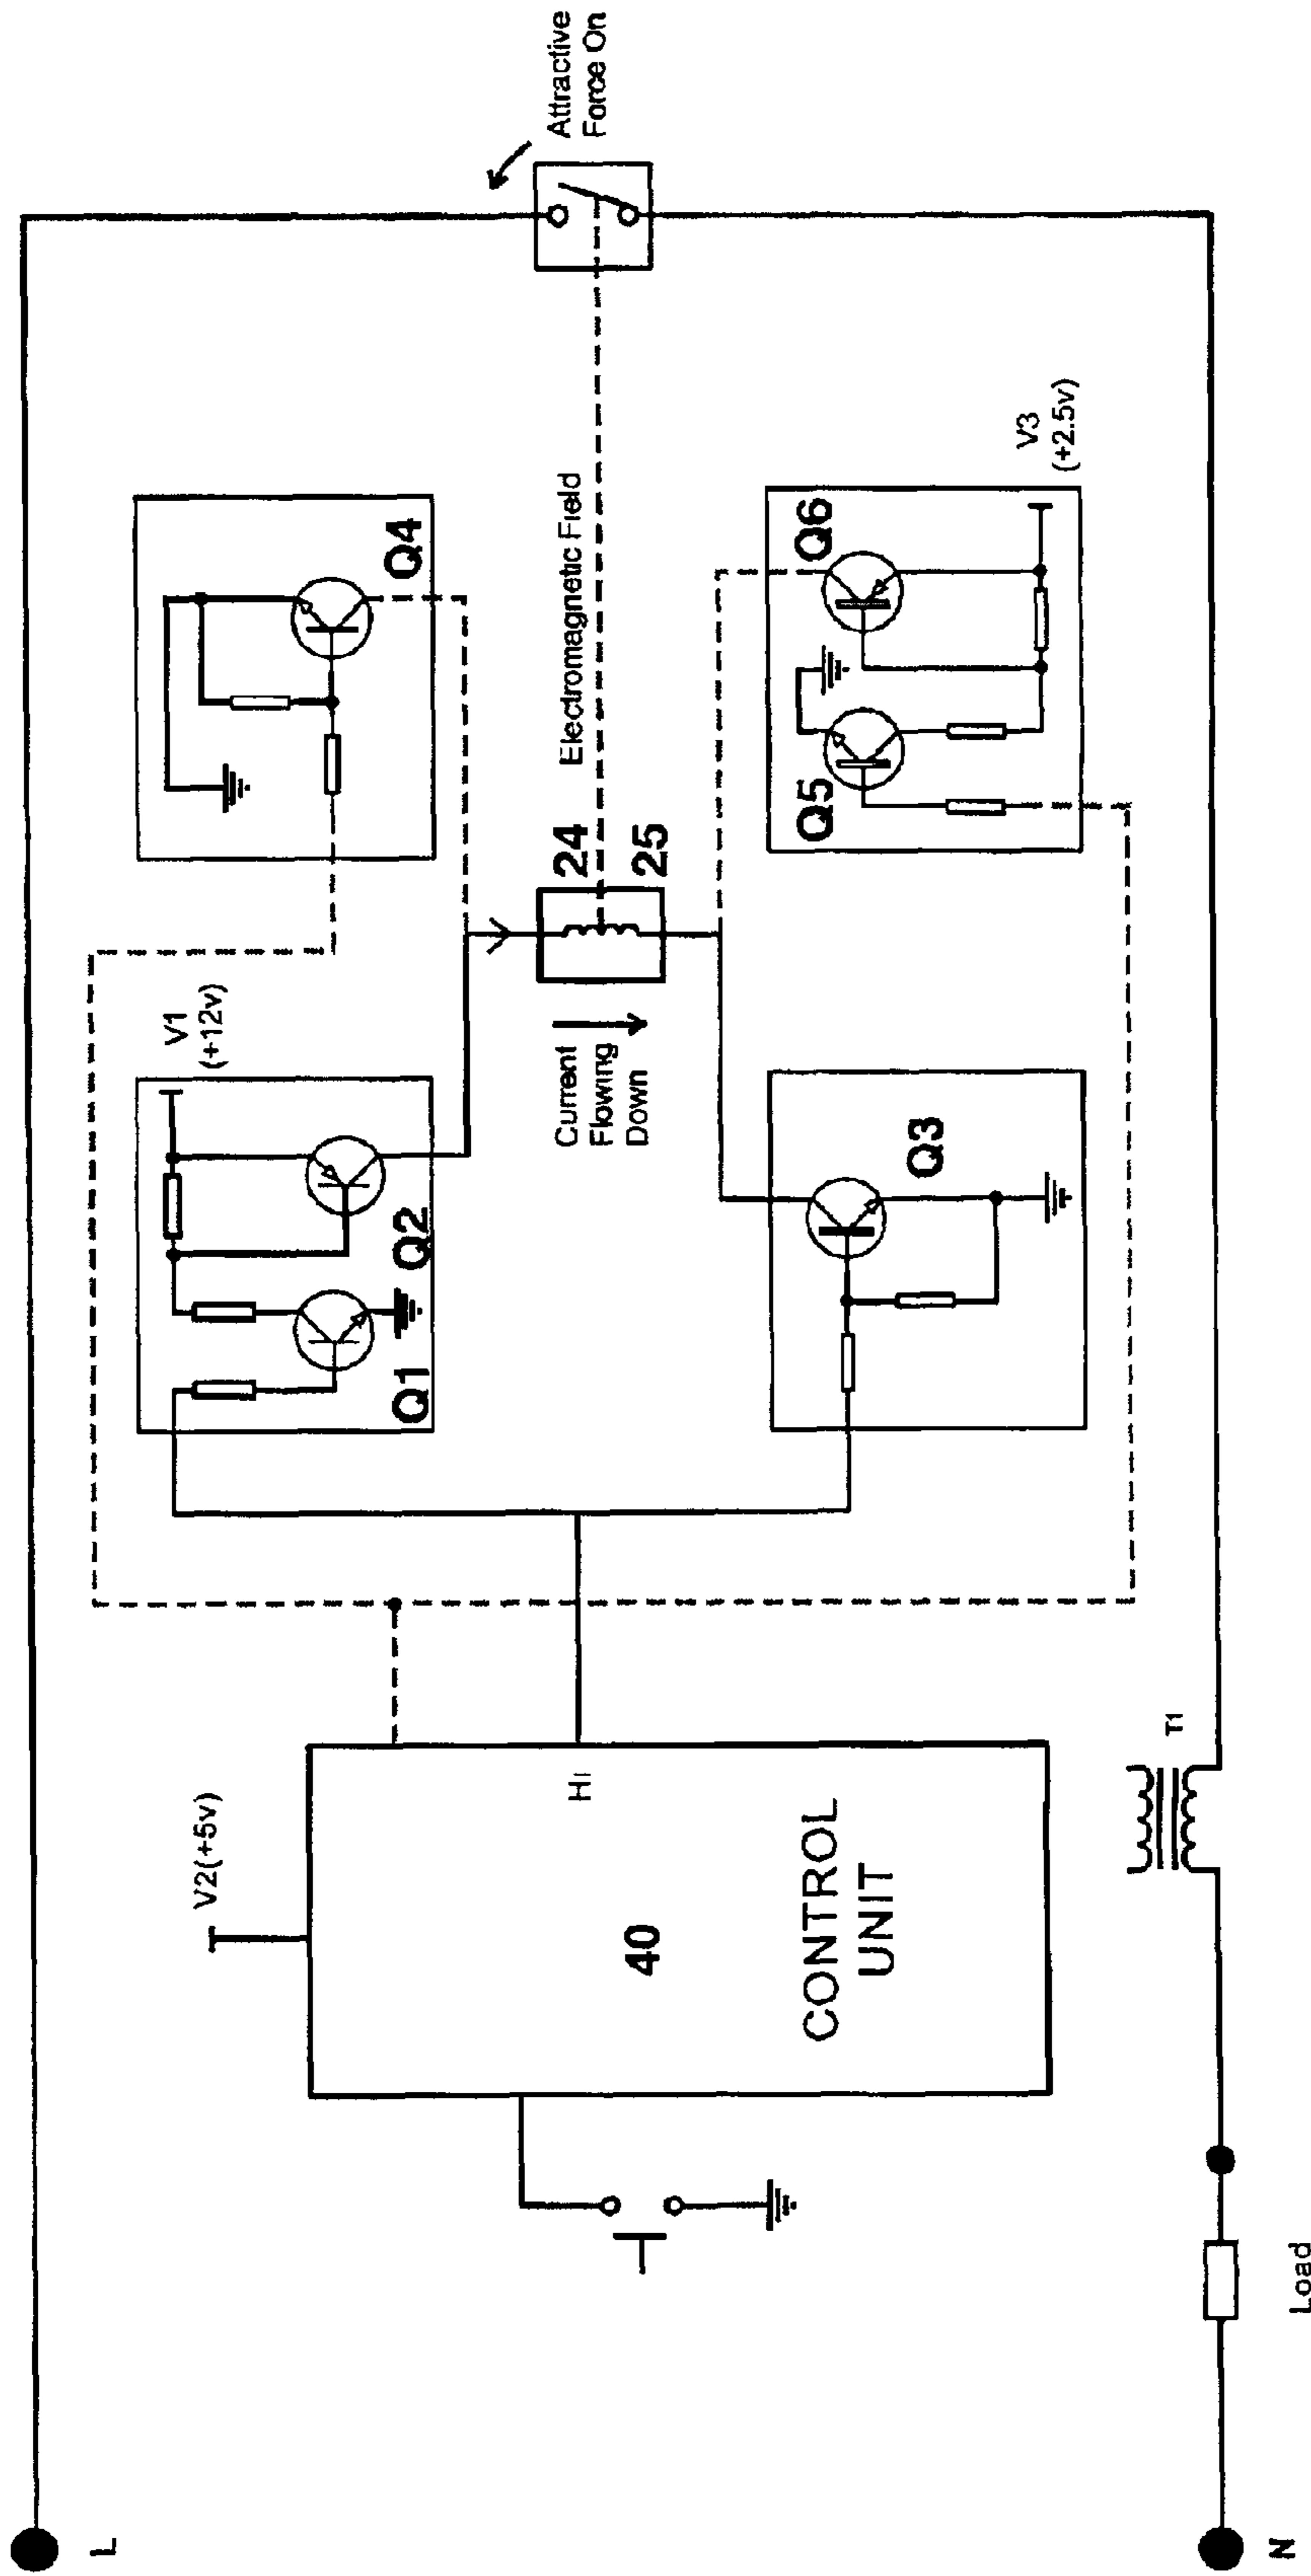 L
V2(+5v)
40
HI
CONTROL
UNIT
V1
(+12v)
Q1
Q2
Q4
Current
Flowing
Down
24
25
Electromagnetic Field
Attractive
Force On
Q3
Q5
Q6
V3
(+2.5v)
T1
Load
N